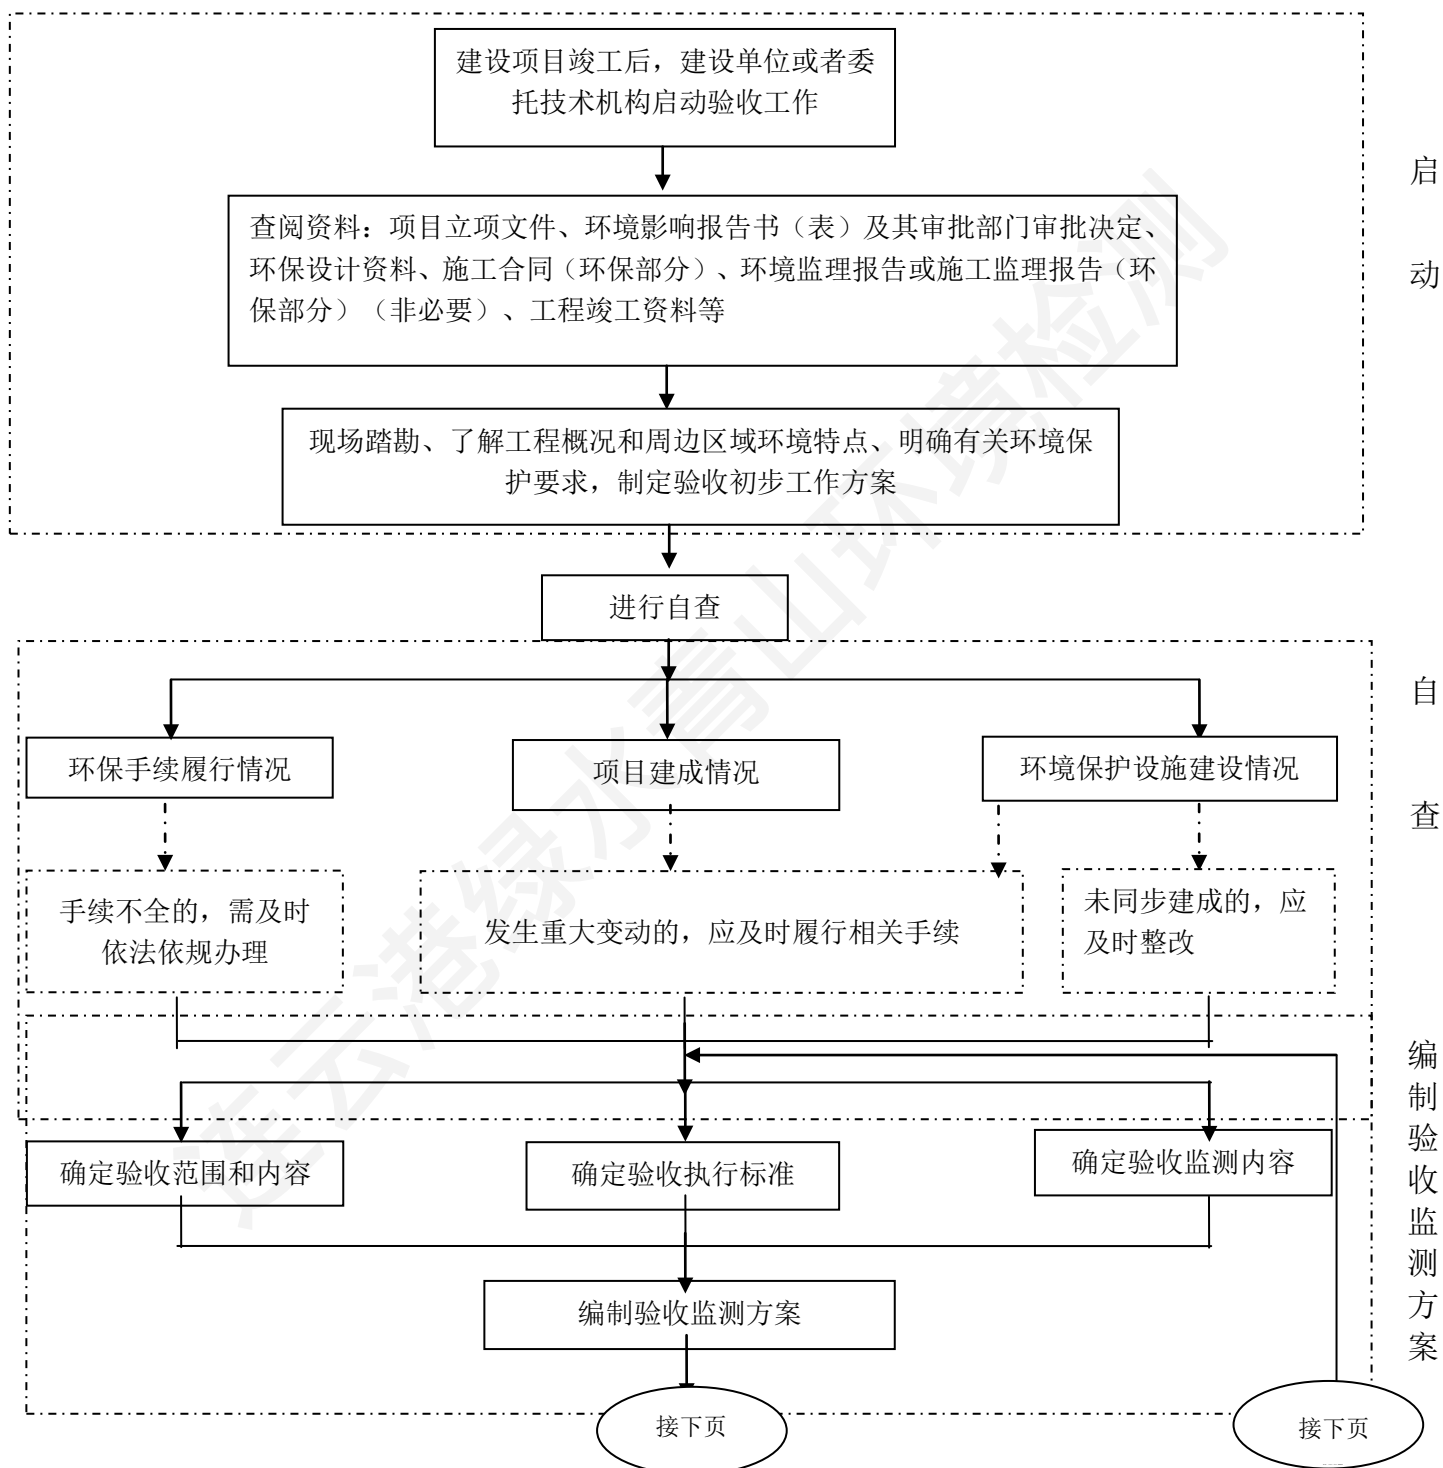 建设项目竣工后，建设单位或者委
托技术机构启动验收工作
查阅资料：项目立项文件、环境影响报告书（表）及其审批部门审批决定、
环保设计资料、施工合同（环保部分）、环境监理报告或施工监理报告（环
保部分）（非必要）、工程竣工资料等
现场踏勘、了解工程概况和周边区域环境特点、明确有关环境保
护要求，制定验收初步工作方案
启动
进行自查
环保手续履行情况
项目建成情况
环境保护设施建设情况
手续不全的，需及时
依法依规办理
发生重大变动的，应及时履行相关手续
未同步建成的，应
及时整改
自查
确定验收范围和内容
确定验收执行标准
确定验收监测内容
编制验收监测方案
编制验收监测方案
接下页
接下页
连云港绿水青山环境检测